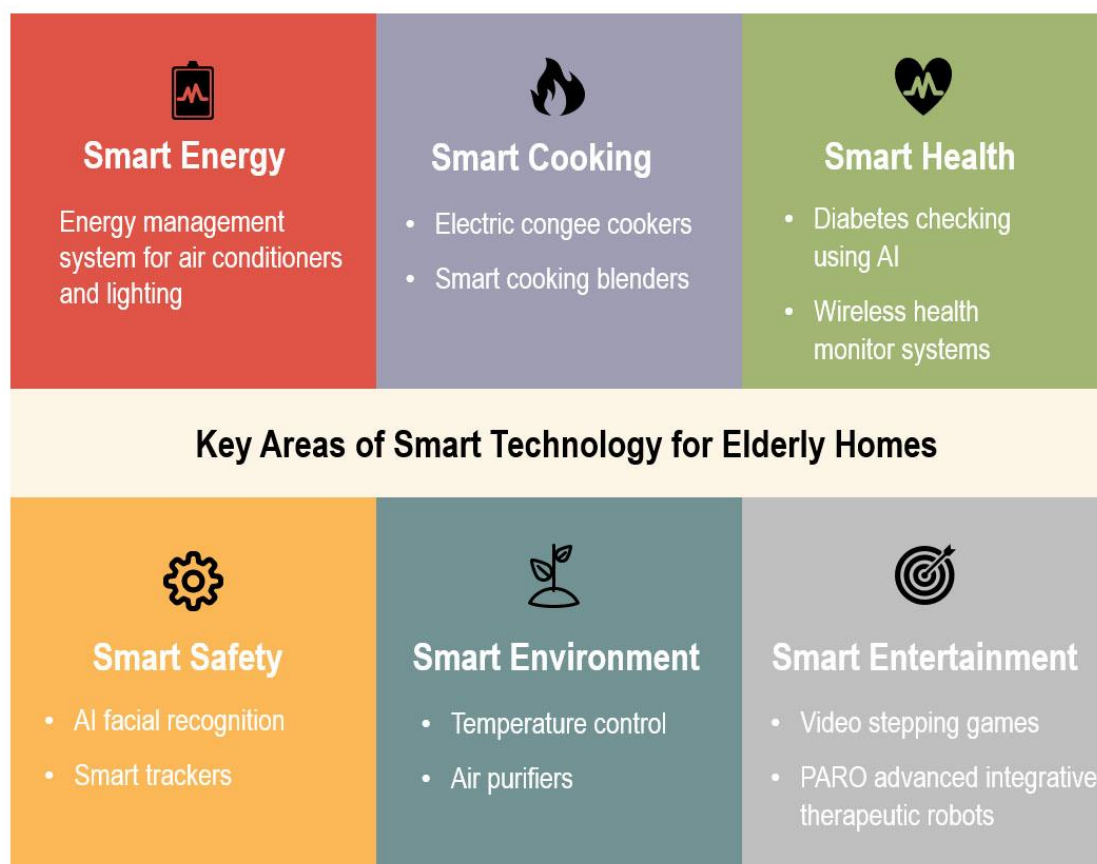 Smart Energy
Energy management
system for air conditioners
and lighting
Smart Cooking
• Electric congee cookers
• Smart cooking blenders
Smart Health
• Diabetes checking
using AI
• Wireless health
monitor systems
Key Areas of Smart Technology for Elderly Homes
Smart Safety
• AI facial recognition
• Smart trackers
Smart Environment
• Temperature control
• Air purifiers
Smart Entertainment
• Video stepping games
• PARO advanced integrative
therapeutic robots